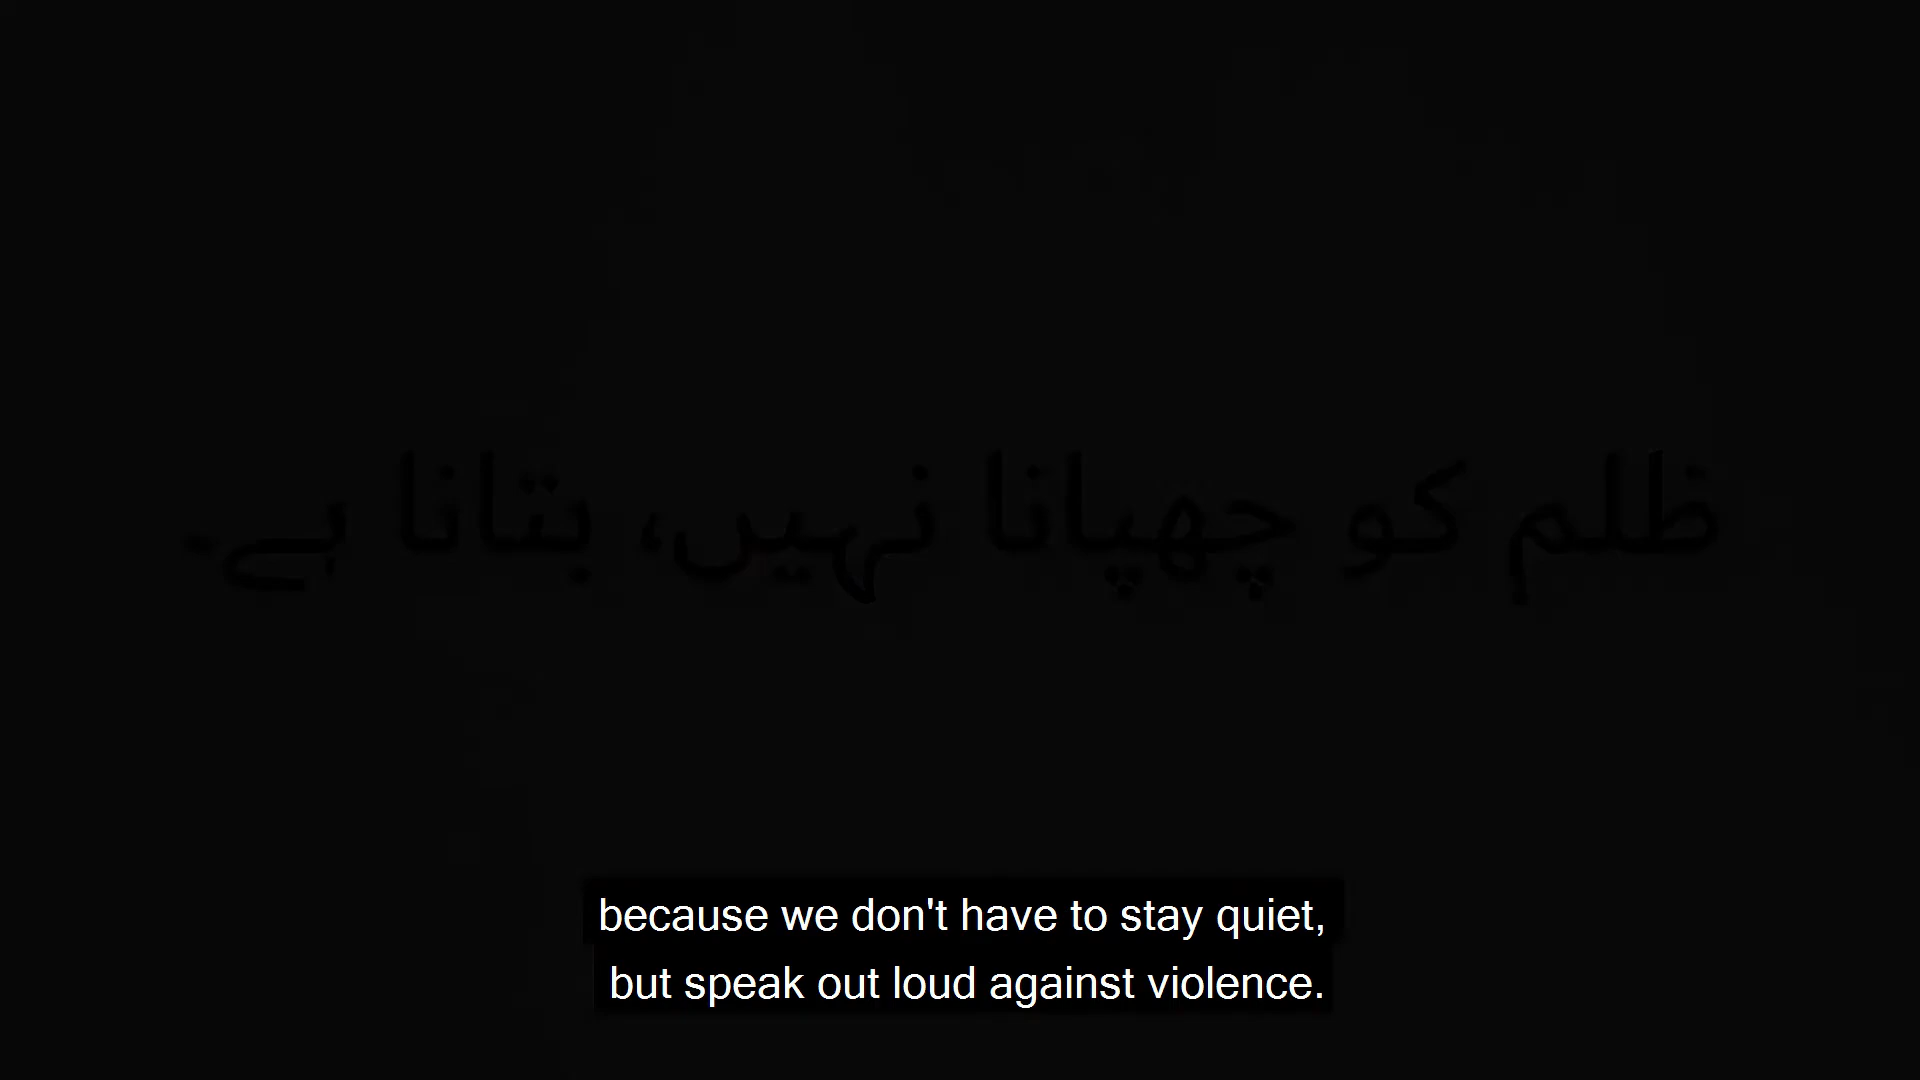 ظلم کو چھپانا نہیں، بتانا ہے۔
because we don't have to stay quiet,
but speak out loud against violence.